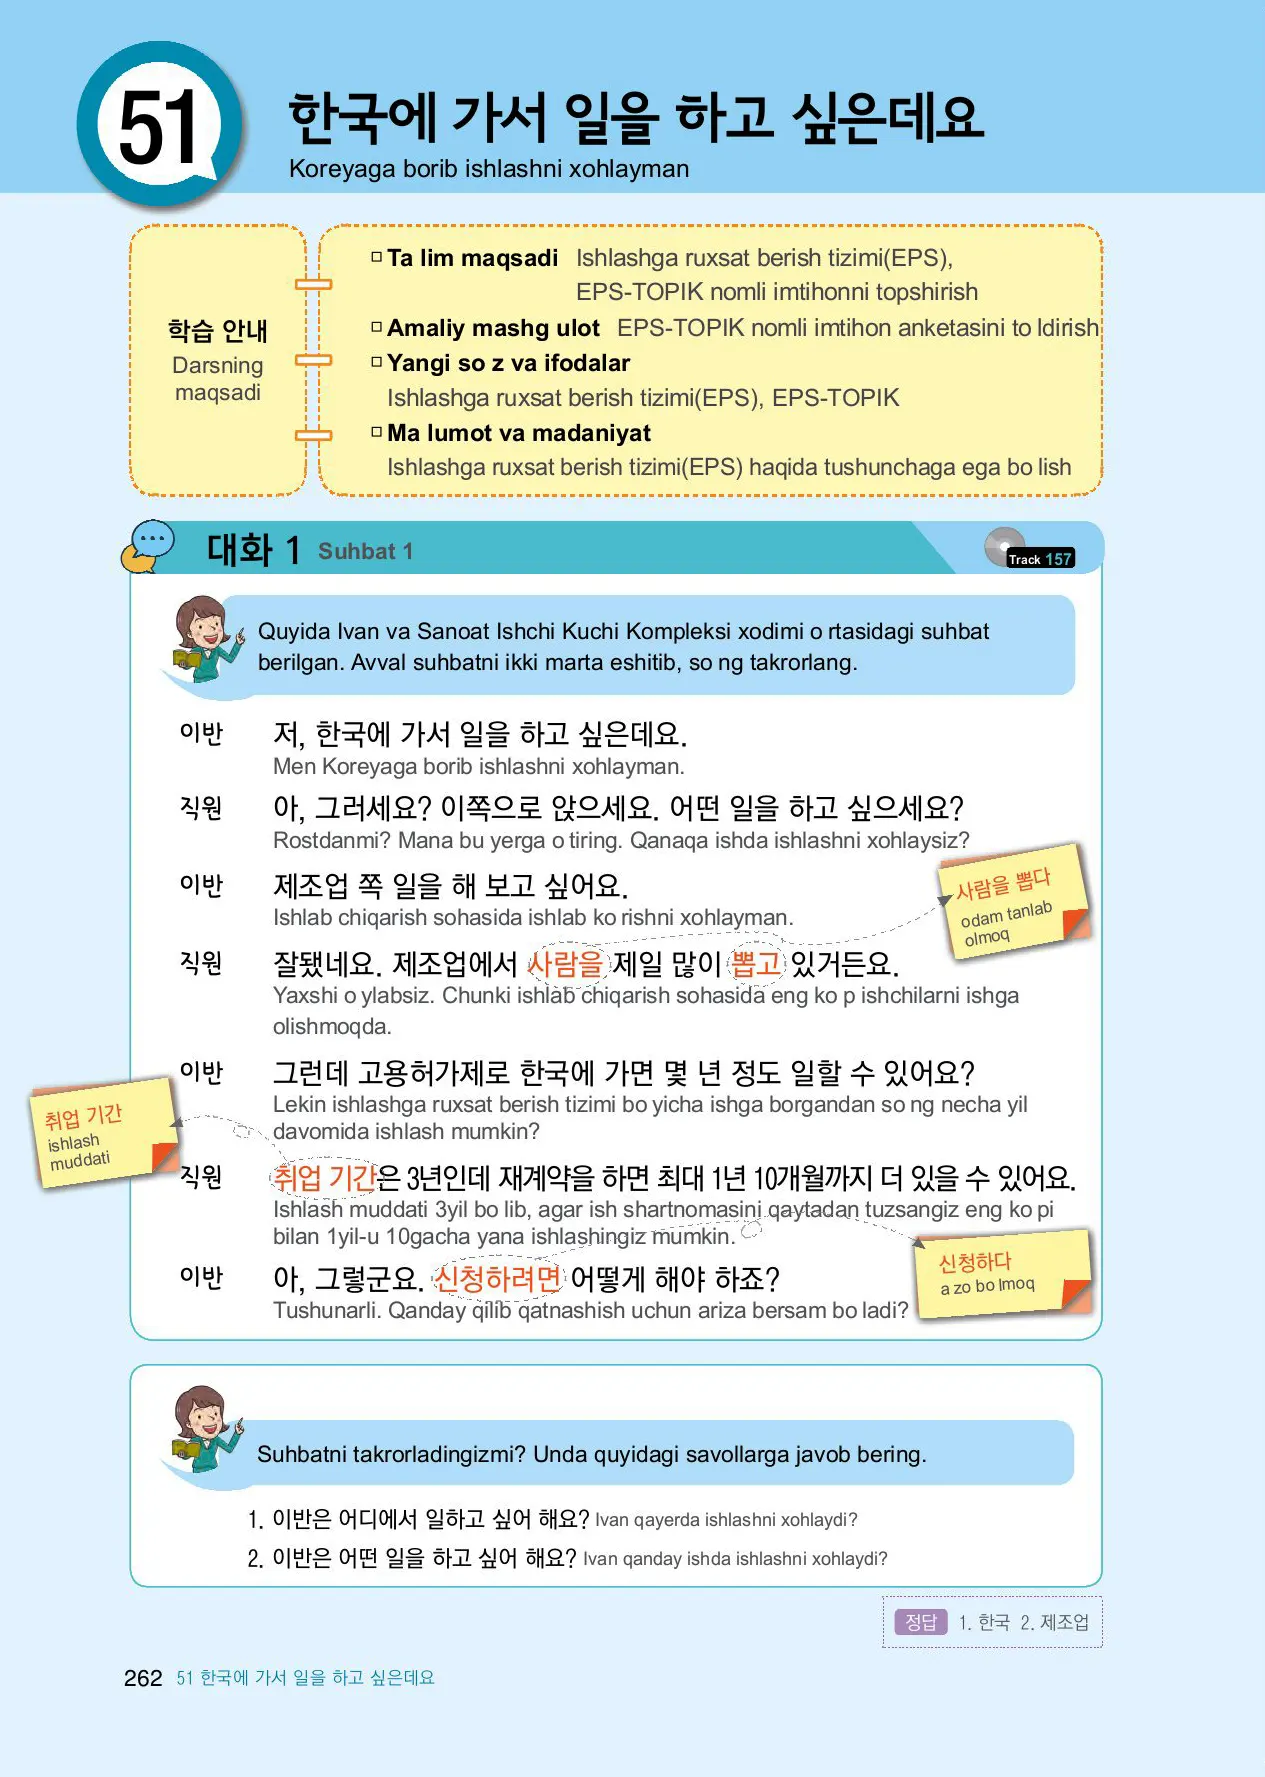 51
한국에 가서 일을 하고 싶은데요
Koreyaga borib ishlashni xohlayman
학습 안내
Darsning
maqsadi
Ta lim maqsadi Ishlashga ruxsat berish tizimi(EPS),
EPS-TOPIK nomli imtihonni topshirish
Amaliy mashg ulot EPS-TOPIK nomli imtihon anketasini to ldirish
Yangi so z va ifodalar
Ishlashga ruxsat berish tizimi(EPS), EPS-TOPIK
Ma lumot va madaniyat
Ishlashga ruxsat berish tizimi(EPS) haqida tushunchaga ega bo lish
대화 1 Suhbat 1
Track 157
Quyida Ivan va Sanoat Ishchi Kuchi Kompleksi xodimi o rtasidagi suhbat
berilgan. Avval suhbatni ikki marta eshitib, so ng takrorlang.
이반 저, 한국에 가서 일을 하고 싶은데요.
Men Koreyaga borib ishlashni xohlayman.
직원 아, 그러세요? 이쪽으로 앉으세요. 어떤 일을 하고 싶으세요?
Rostdanmi? Mana bu yerga o tiring. Qanaqa ishda ishlashni xohlaysiz?
이반 제조업 쪽 일을 해 보고 싶어요.
Ishlab chiqarish sohasida ishlab ko rishni xohlayman.
사람을 뽑다
odam tanlab
olmoq
직원 잘됐네요. 제조업에서 사람을 제일 많이 뽑고 있거든요.
Yaxshi o ylabsiz. Chunki ishlab chiqarish sohasida eng ko p ishchilarni ishga
olishmoqda.
이반 그런데 고용허가제로 한국에 가면 몇 년 정도 일할 수 있어요?
Lekin ishlashga ruxsat berish tizimi bo yicha ishga borgandan so ng necha yil
davomida ishlash mumkin?
취업 기간
ishlash
muddati
직원 취업 기간은 3년인데 재계약을 하면 최대 1년 10개월까지 더 있을 수 있어요.
Ishlash muddati 3yil bo lib, agar ish shartnomasini qaytadan tuzsangiz eng ko pi
bilan 1yil-u 10gacha yana ishlashingiz mumkin.
이반 아, 그렇군요. 신청하려면 어떻게 해야 하죠?
Tushunarli. Qanday qilib qatnashish uchun ariza bersam bo ladi?
신청하다
a zo bo lmoq
Suhbatni takrorladingizmi? Unda quyidagi savollarga javob bering.
1. 이반은 어디에서 일하고 싶어 해요? Ivan qayerda ishlashni xohlaydi?
2. 이반은 어떤 일을 하고 싶어 해요? Ivan qanday ishda ishlashni xohlaydi?
정답 1. 한국 2. 제조업
262 51 한국에 가서 일을 하고 싶은데요